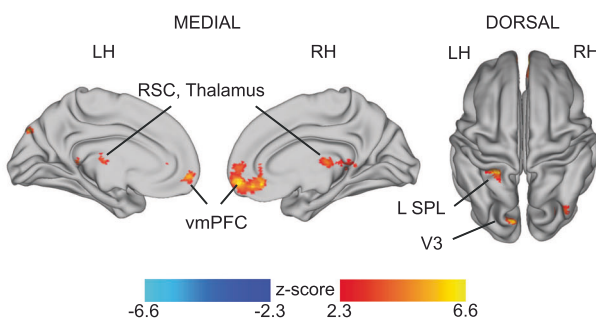 MEDIAL
DORSAL
LH
RH
LH
RH
RSC, Thalamus
vmPFC
L SPL
V3
z-score
-6.6
-2.3
2.3
6.6